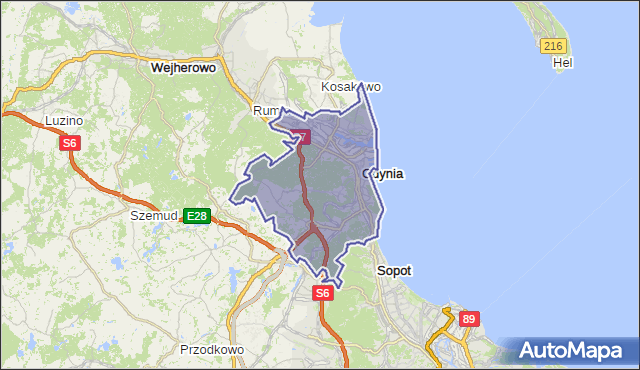 216
Hel
Wejherowo
Kosakowo
Luzino
Rum
S6
Gdynia
Szemud
E28
Sopot
S6
89
Przodkowo
AutoMapa